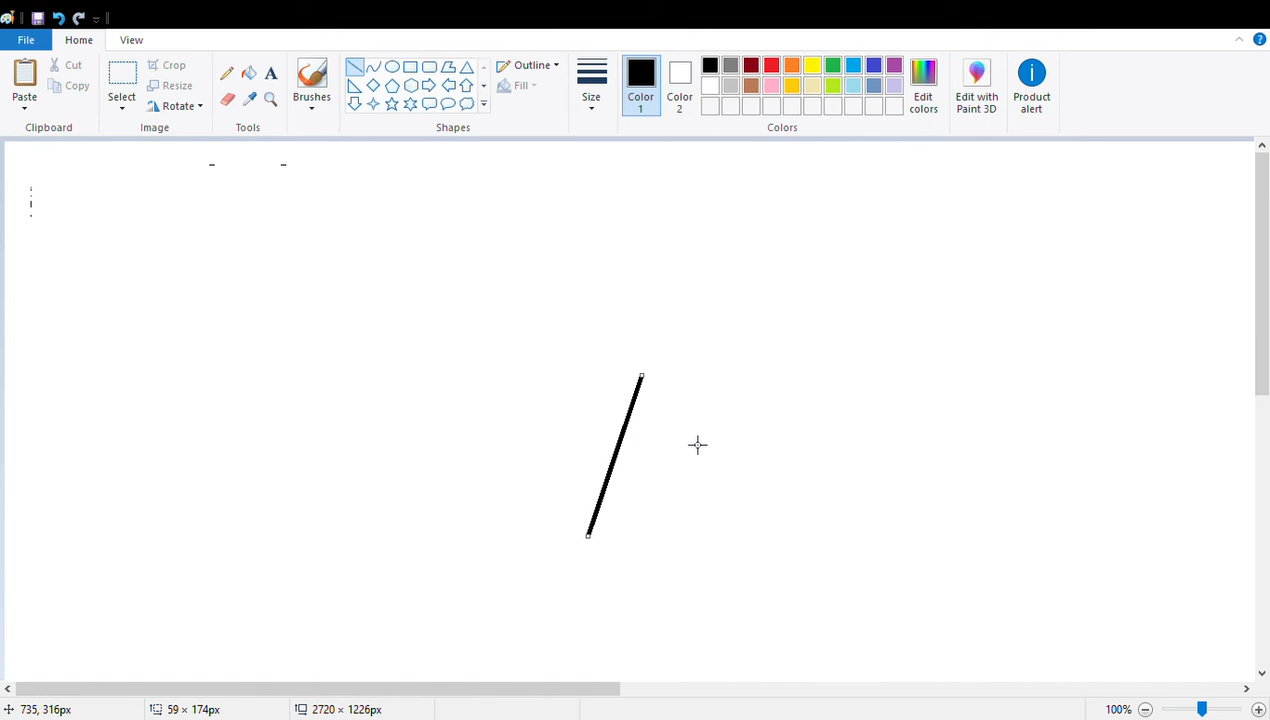 File Home View
Cut
Crop
Outline
Copy
Resize
Fill
Paste Select Rotate Brushes Size Color 1 Color 2 Edit colors Edit with Paint 3D Product alert
Clipboard Image Tools Shapes Colors
735, 316px 59 × 174px 2720 × 1226px 100%